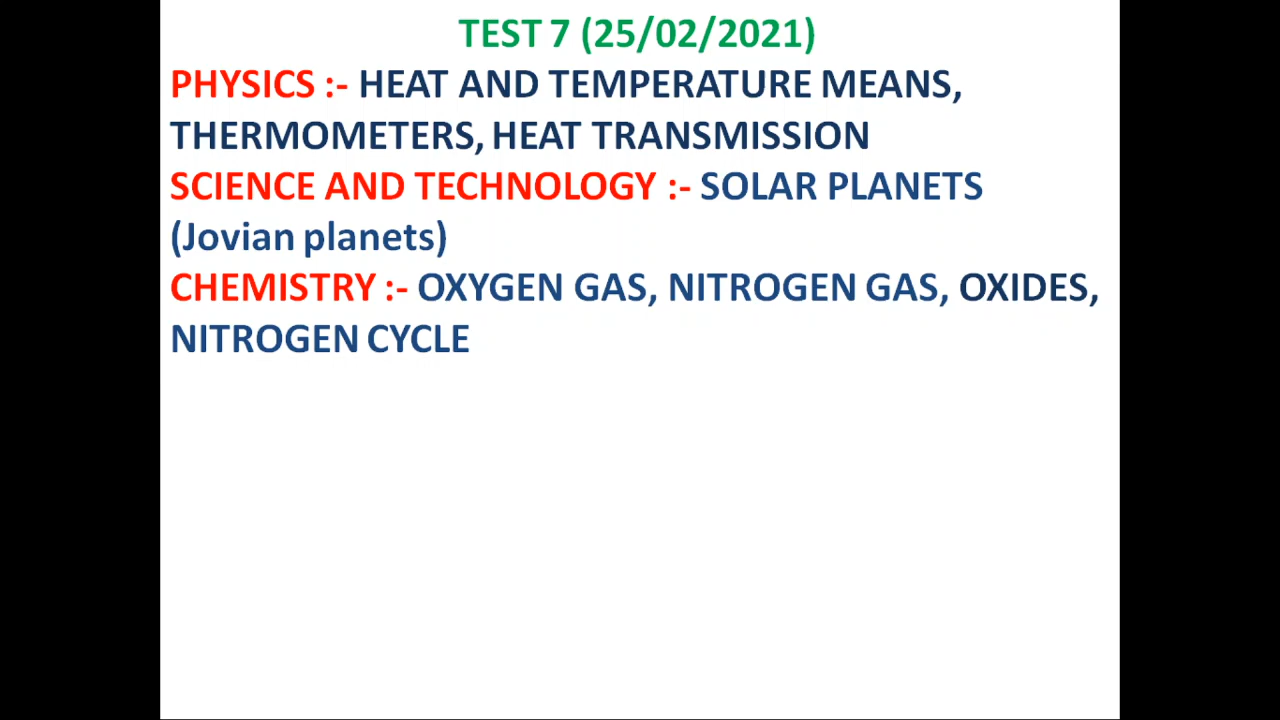 TEST 7 (25/02/2021)
PHYSICS :- HEAT AND TEMPERATURE MEANS,
THERMOMETERS, HEAT TRANSMISSION
SCIENCE AND TECHNOLOGY :- SOLAR PLANETS
(Jovian planets)
CHEMISTRY :- OXYGEN GAS, NITROGEN GAS, OXIDES,
NITROGEN CYCLE